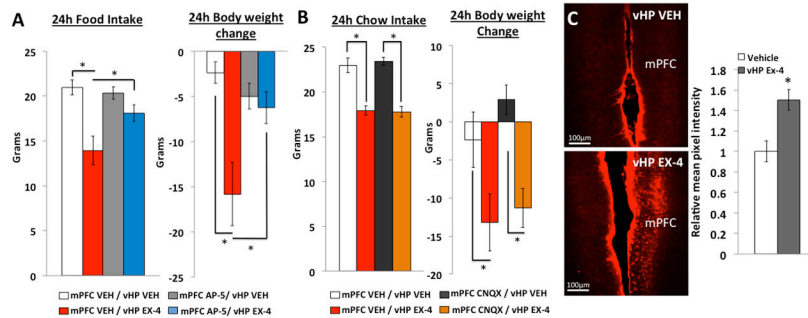 A
24h Food Intake
24h Body weight
change
Grams
25
20
15
10
5
0
*
*
Grams
0
-5
-10
-15
-20
-25
*
*
mPFC VEH / vHP VEH
mPFC AP-5/ vHP VEH
mPFC VEH / vHP EX-4
mPFC AP-5/ vHP EX-4
B
24h Chow Intake
24h Body weight
Change
Grams
25
20
15
10
5
0
*
*
Grams
10
5
0
-5
-10
-15
-20
*
*
mPFC VEH / vHP VEH
mPFC CNQX / vHP VEH
mPFC VEH / vHP EX-4
mPFC CNQX / vHP EX-4
C
vHP VEH
mPFC
100µm
vHP EX-4
mPFC
100µm
Vehicle
vHP Ex-4
Relative mean pixel intensity
1.8
1.6
1.4
1.2
1
0.8
0.6
0.4
0.2
0
*